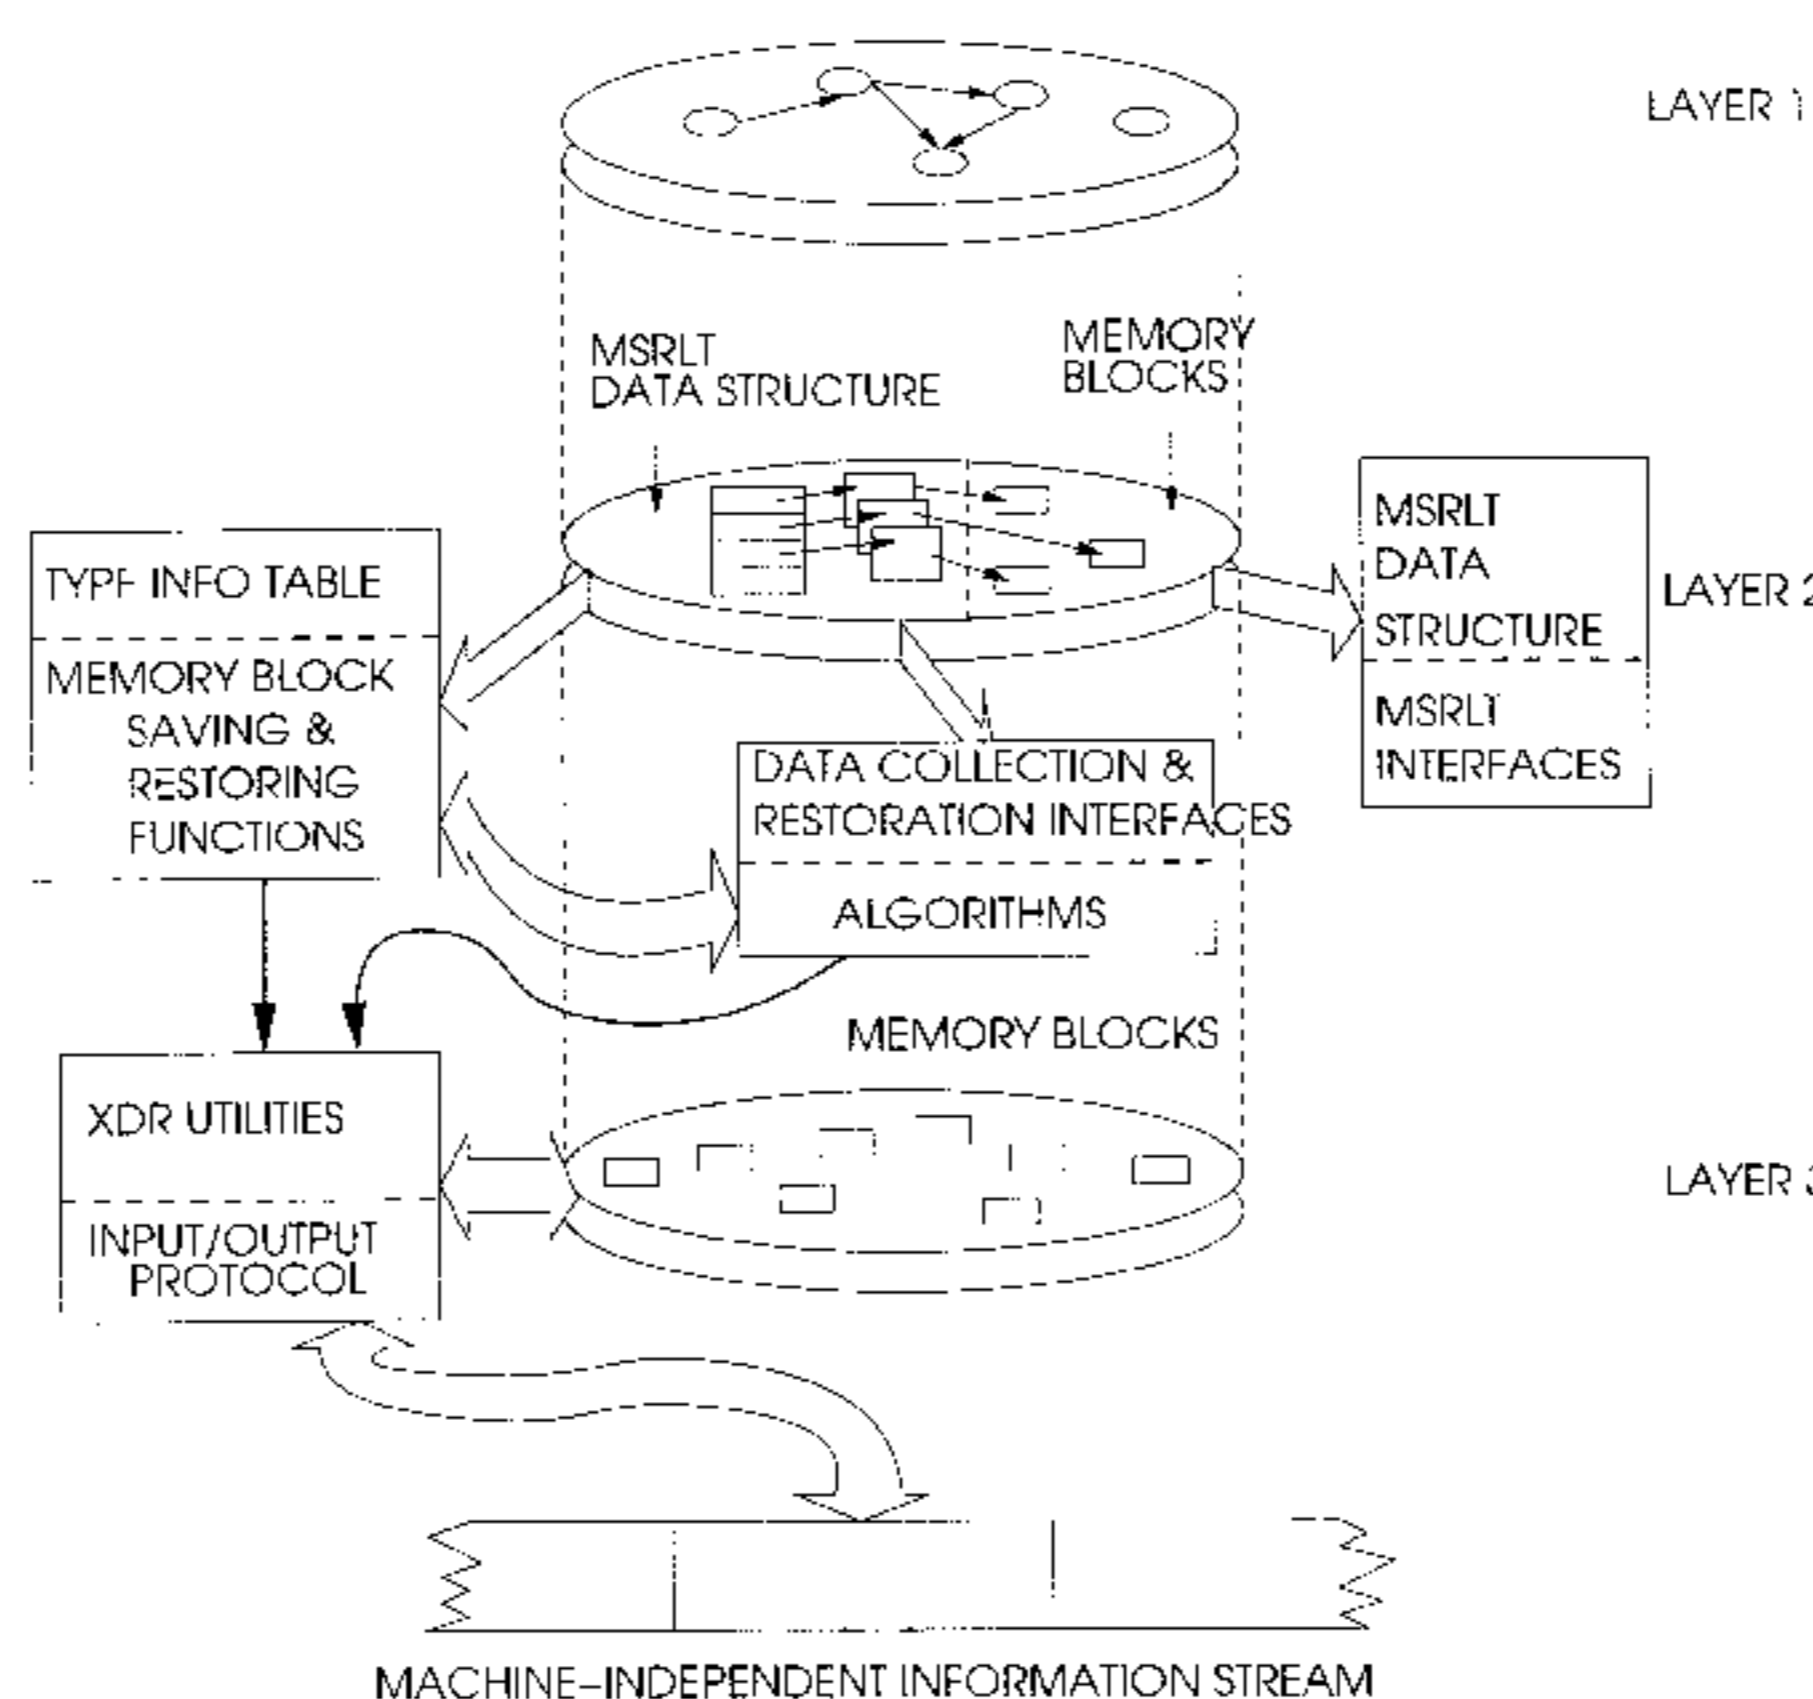 LAYER 1
MSRLT
DATA STRUCTURE
MEMORY
BLOCKS
MSRLT
DATA
STRUCTURE
MSRLT
INTERFACES
LAYER 2
TYPE INFO TABLE
MEMORY BLOCK
SAVING &
RESTORING
FUNCTIONS
DATA COLLECTION &
RESTORATION INTERFACES
ALGORITHMS
MEMORY BLOCKS
XDR UTILITIES
INPUT/OUTPUT
PROTOCOL
LAYER 3
MACHINE-INDEPENDENT INFORMATION STREAM